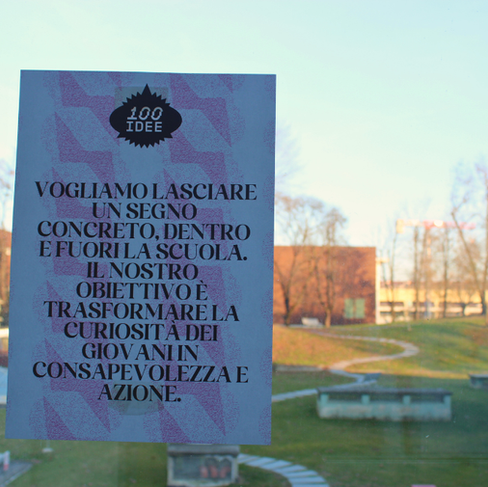 100
IDEE
VOGLIAMO LASCIARE
UN SEGNO
CONCRETO, DENTRO
E FUORI LA SCUOLA.
IL NOSTRO
OBIETTIVO È
TRASFORMARE LA
CURIOSITÀ DEI
GIOVANI IN
CONSAPEVOLEZZA E
AZIONE.